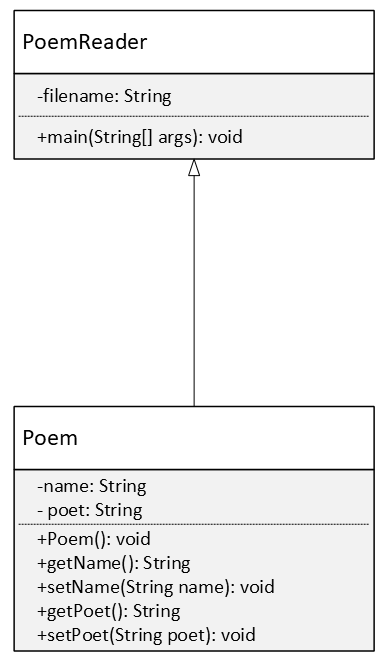 PoemReader
-filename: String
+main(String[] args): void
Poem
-name: String
- poet: String
+Poem(): void
+getName(): String
+setName(String name): void
+getPoet(): String
+setPoet(String poet): void